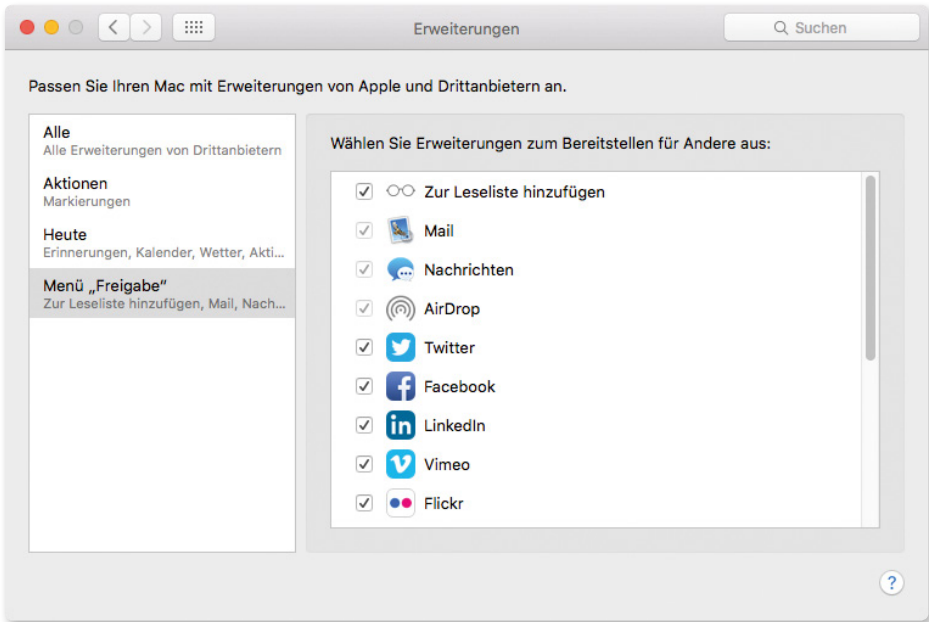 Erweiterungen
Suchen
Passen Sie Ihren Mac mit Erweiterungen von Apple und Drittanbietern an.
Alle
Alle Erweiterungen von Drittanbietern
Aktionen
Markierungen
Heute
Erinnerungen, Kalender, Wetter, Akti...
Menü „Freigabe“
Zur Leseliste hinzufügen, Mail, Nach...
Wählen Sie Erweiterungen zum Bereitstellen für Andere aus:
Zur Leseliste hinzufügen
Mail
Nachrichten
AirDrop
Twitter
Facebook
LinkedIn
Vimeo
Flickr
?